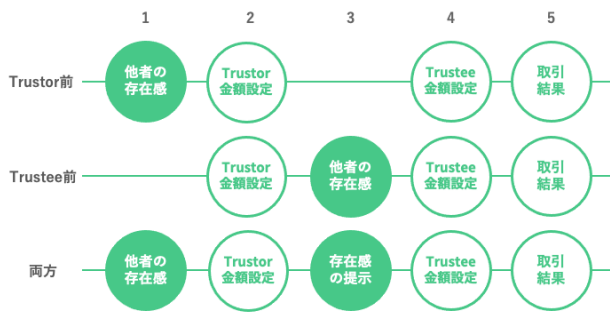 1 2 3 4 5
Trustor前
他者の
存在感
Trustor
金額設定
Trustee
金額設定
取引
結果
Trustee前
Trustor
金額設定
他者の
存在感
Trustee
金額設定
取引
結果
両方
他者の
存在感
Trustor
金額設定
存在感
の提示
Trustee
金額設定
取引
結果